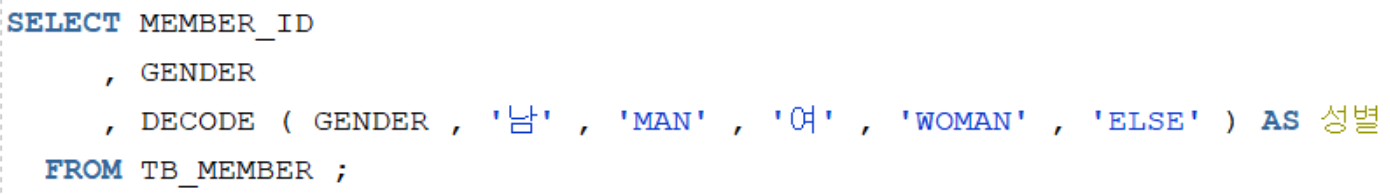 SELECT MEMBER_ID
, GENDER
, DECODE ( GENDER , '남' , 'MAN' , '여' , 'WOMAN' , 'ELSE' ) AS 성별
FROM TB_MEMBER ;